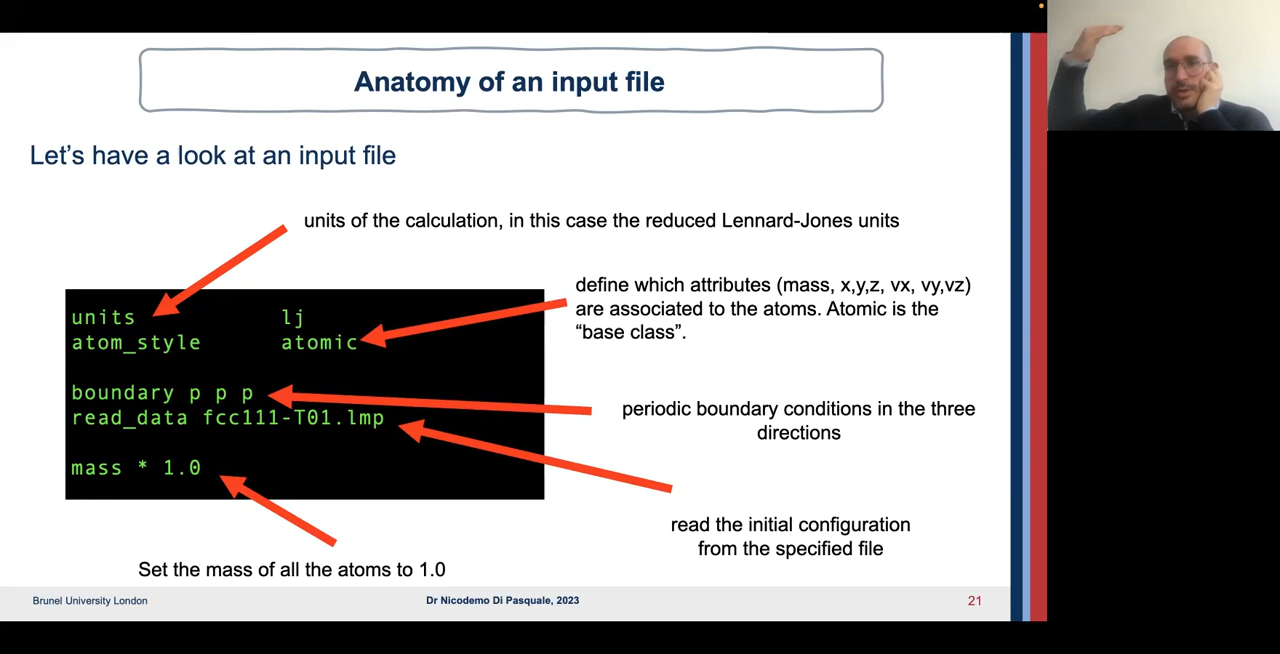 Anatomy of an input file
Let's have a look at an input file
units of the calculation, in this case the reduced Lennard-Jones units
define which attributes (mass, x,y,z, vx, vy,vz)
are associated to the atoms. Atomic is the
“base class”.
units lj
atom_style atomic
boundary p p p
read_data fcc111-T01.lmp
mass * 1.0
periodic boundary conditions in the three
directions
read the initial configuration
from the specified file
Set the mass of all the atoms to 1.0
Brunel University London
Dr Nicodemo Di Pasquale, 2023
21